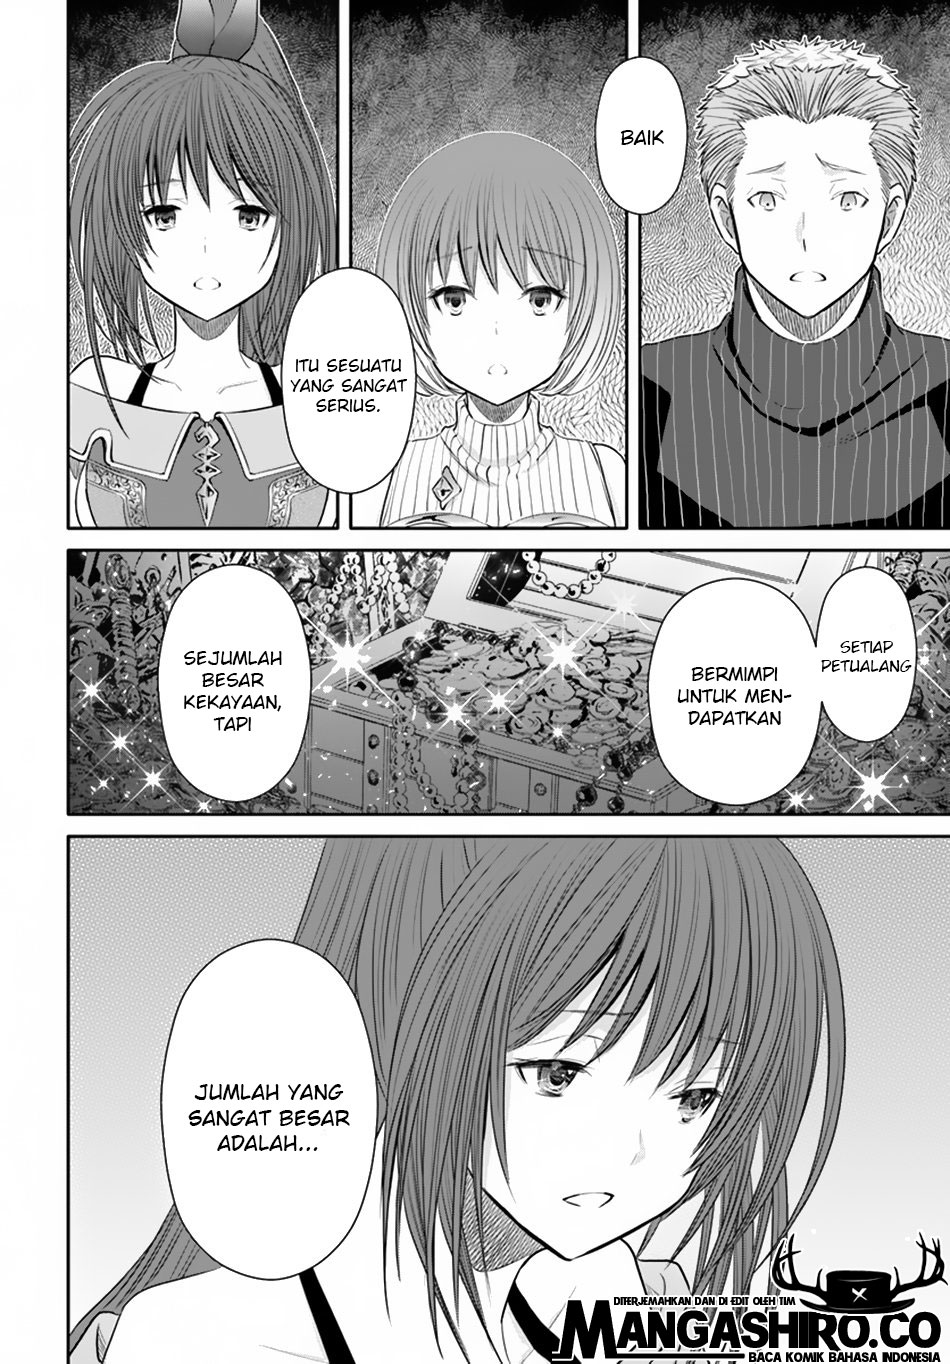 BAIK
ITU SESUATU
YANG SANGAT
SERIUS.
SETIAP
PETUALANG
BERMIMPI
UNTUK MEN-
DAPATKAN
SEJUMLAH
BESAR
KEKAYAAN,
TAPI
JUMLAH YANG
SANGAT BESAR
ADALAH...
DITERJEMAHKAN DAN DI EDIT OLEH TIM
MANGASHIRO.CO
BACA KOMIK BAHASA INDONESIA